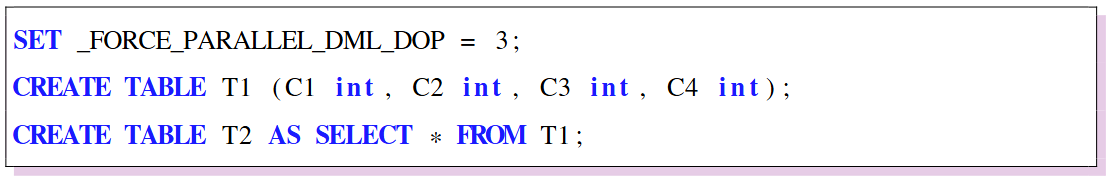 SET _FORCE_PARALLEL_DML_DOP = 3;
CREATE TABLE T1 (C1 int, C2 int, C3 int, C4 int);
CREATE TABLE T2 AS SELECT * FROM T1;